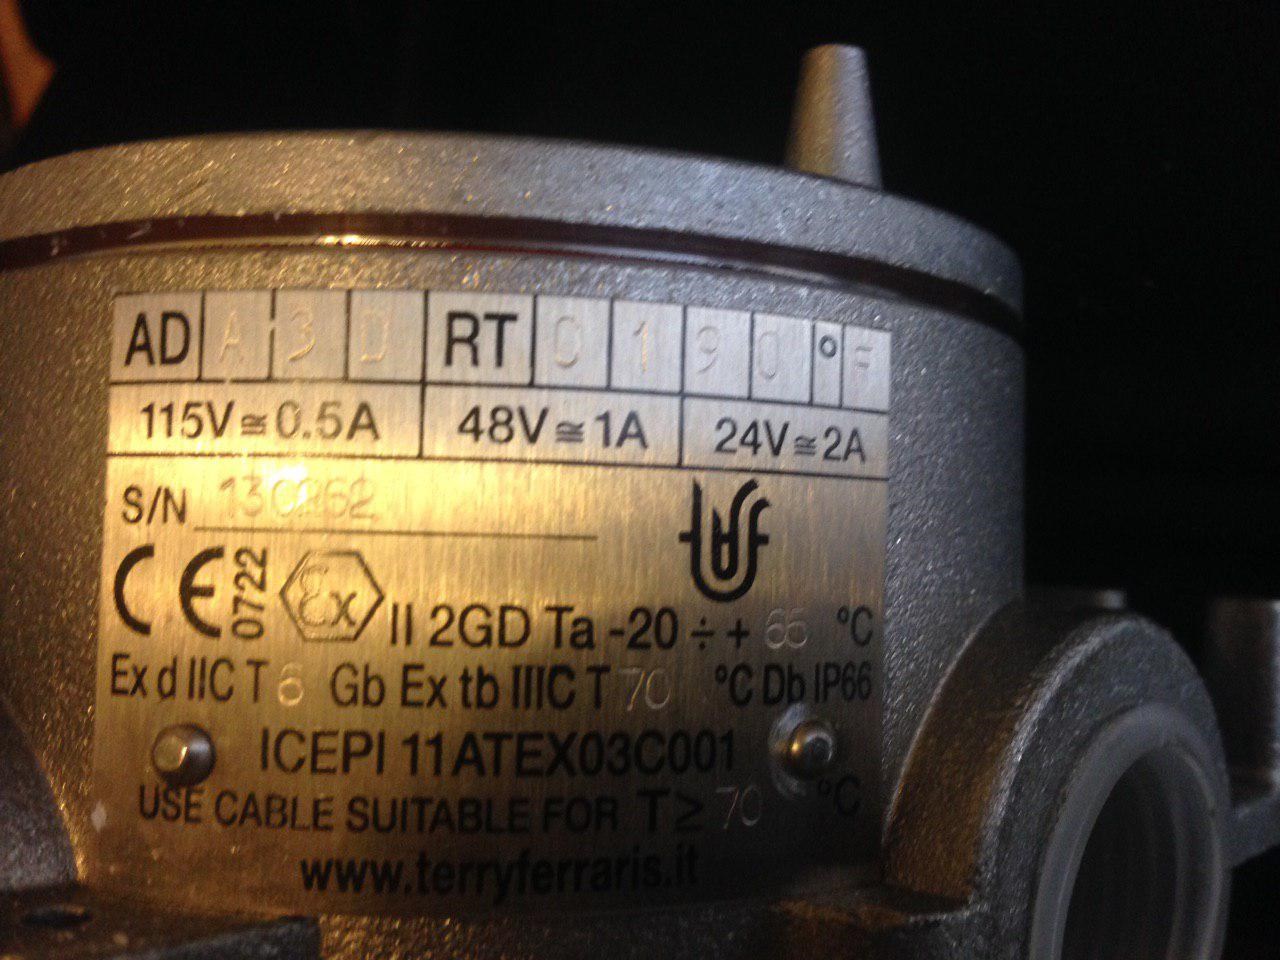 AD A 3 D RT 0 1 9 0 ° F
115V≅0.5A 48V≅1A 24V≅2A
S/N
CE 0722 Ex II 2GD Ta -20 ÷ + 65 °C
Ex d IIC T 6 Gb Ex tb IIIC T 70 °C Db IP66
ICEPI 11ATEX03C001
USE CABLE SUITABLE FOR T≥ 70 °C
www.terryferraris.it